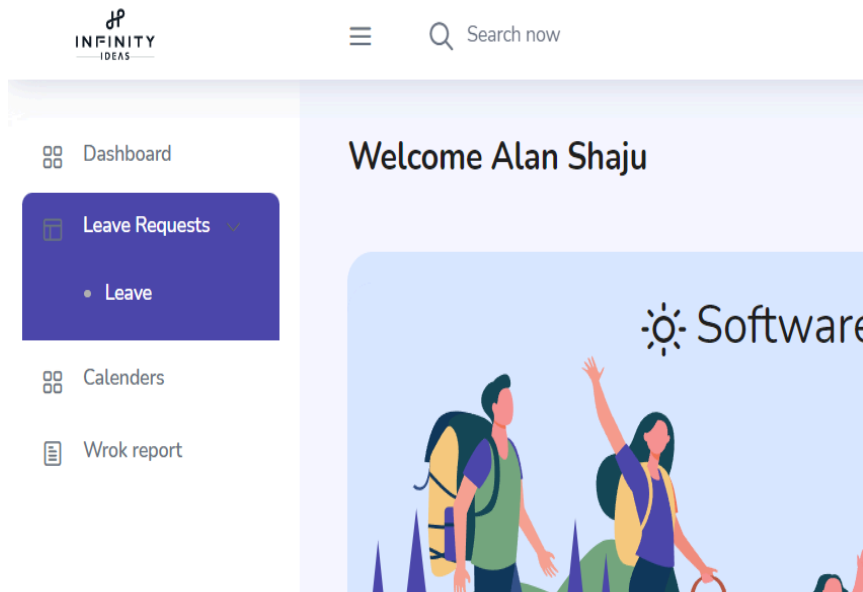 INFINITY
IDEAS
Search now
Dashboard
Leave Requests
Leave
Calenders
Wrok report
Welcome Alan Shaju
Software